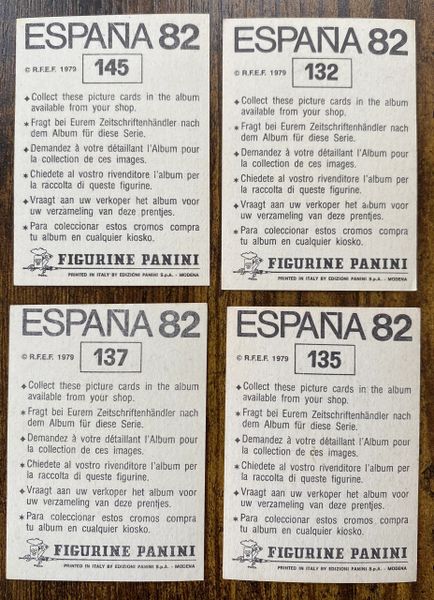 ESPAÑA 82
© R.F.E.F. 1979 145
Collect these picture cards in the album
available from your shop.
Fragt bei Eurem Zeitschriftenhändler nach
dem Album für diese Serie.
Demandez à votre détaillant l'Album pour
la collection de ces images.
Chiedete al vostro rivenditore l'album per
la raccolta di queste figurine.
Vraagt aan uw verkoper het album voor
uw verzameling van deze prentjes.
Para coleccionar estos cromos compra
tu album en cualquier kiosko.
FIGURINE PANINI
PRINTED IN ITALY BY EDIZIONI PANINI S.p.A. - MODENA
ESPAÑA 82
© R.F.E.F. 1979 132
Collect these picture cards in the album
available from your shop.
Fragt bei Eurem Zeitschriftenhändler nach
dem Album für diese Serie.
Demandez à votre détaillant l'Album pour
la collection de ces images.
Chiedete al vostro rivenditore l'album per
la raccolta di queste figurine.
Vraagt aan uw verkoper het album voor
uw verzameling van deze prentjes.
Para coleccionar estos cromos compra
tu album en cualquier kiosko.
FIGURINE PANINI
PRINTED IN ITALY BY EDIZIONI PANINI S.p.A. - MODENA
ESPAÑA 82
© R.F.E.F. 1979 137
Collect these picture cards in the album
available from your shop.
Fragt bei Eurem Zeitschriftenhändler nach
dem Album für diese Serie.
Demandez à votre détaillant l'Album pour
la collection de ces images.
Chiedete al vostro rivenditore l'album per
la raccolta di queste figurine.
Vraagt aan uw verkoper het album voor
uw verzameling van deze prentjes.
Para coleccionar estos cromos compra
tu album en cualquier kiosko.
FIGURINE PANINI
PRINTED IN ITALY BY EDIZIONI PANINI S.p.A. - MODENA
ESPAÑA 82
© R.F.E.F. 1979 135
Collect these picture cards in the album
available from your shop.
Fragt bei Eurem Zeitschriftenhändler nach
dem Album für diese Serie.
Demandez à votre détaillant l'Album pour
la collection de ces images.
Chiedete al vostro rivenditore l'album per
la raccolta di queste figurine.
Vraagt aan uw verkoper het album voor
uw verzameling van deze prentjes.
Para coleccionar estos cromos compra
tu album en cualquier kiosko.
FIGURINE PANINI
PRINTED IN ITALY BY EDIZIONI PANINI S.p.A. - MODENA